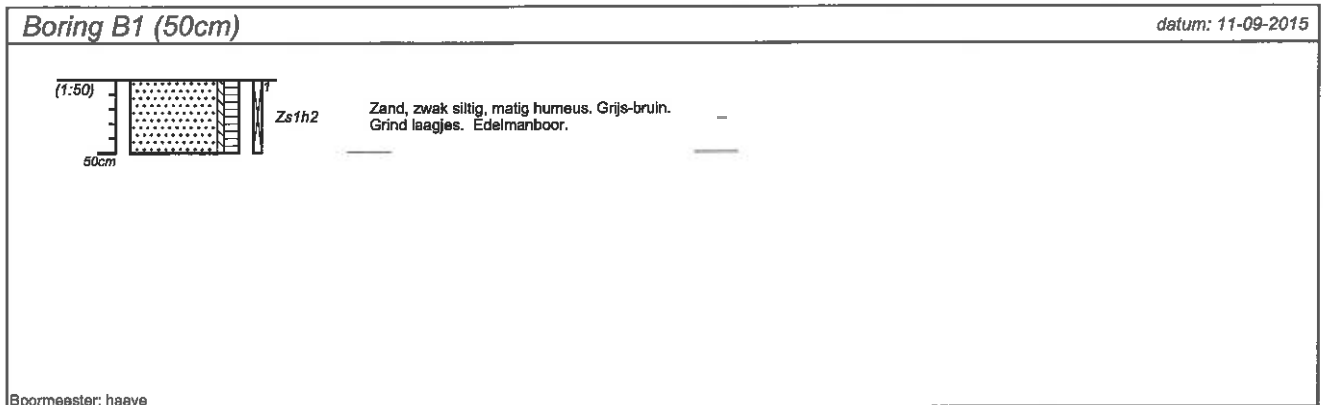 Boring B1 (50cm)
datum: 11-09-2015
(1:50)
1
Zs1h2
Zand, zwak siltig, matig humeus. Grijs-bruin.
Grind laagjes. Edelmanboor.
50cm
Boormeester: haave